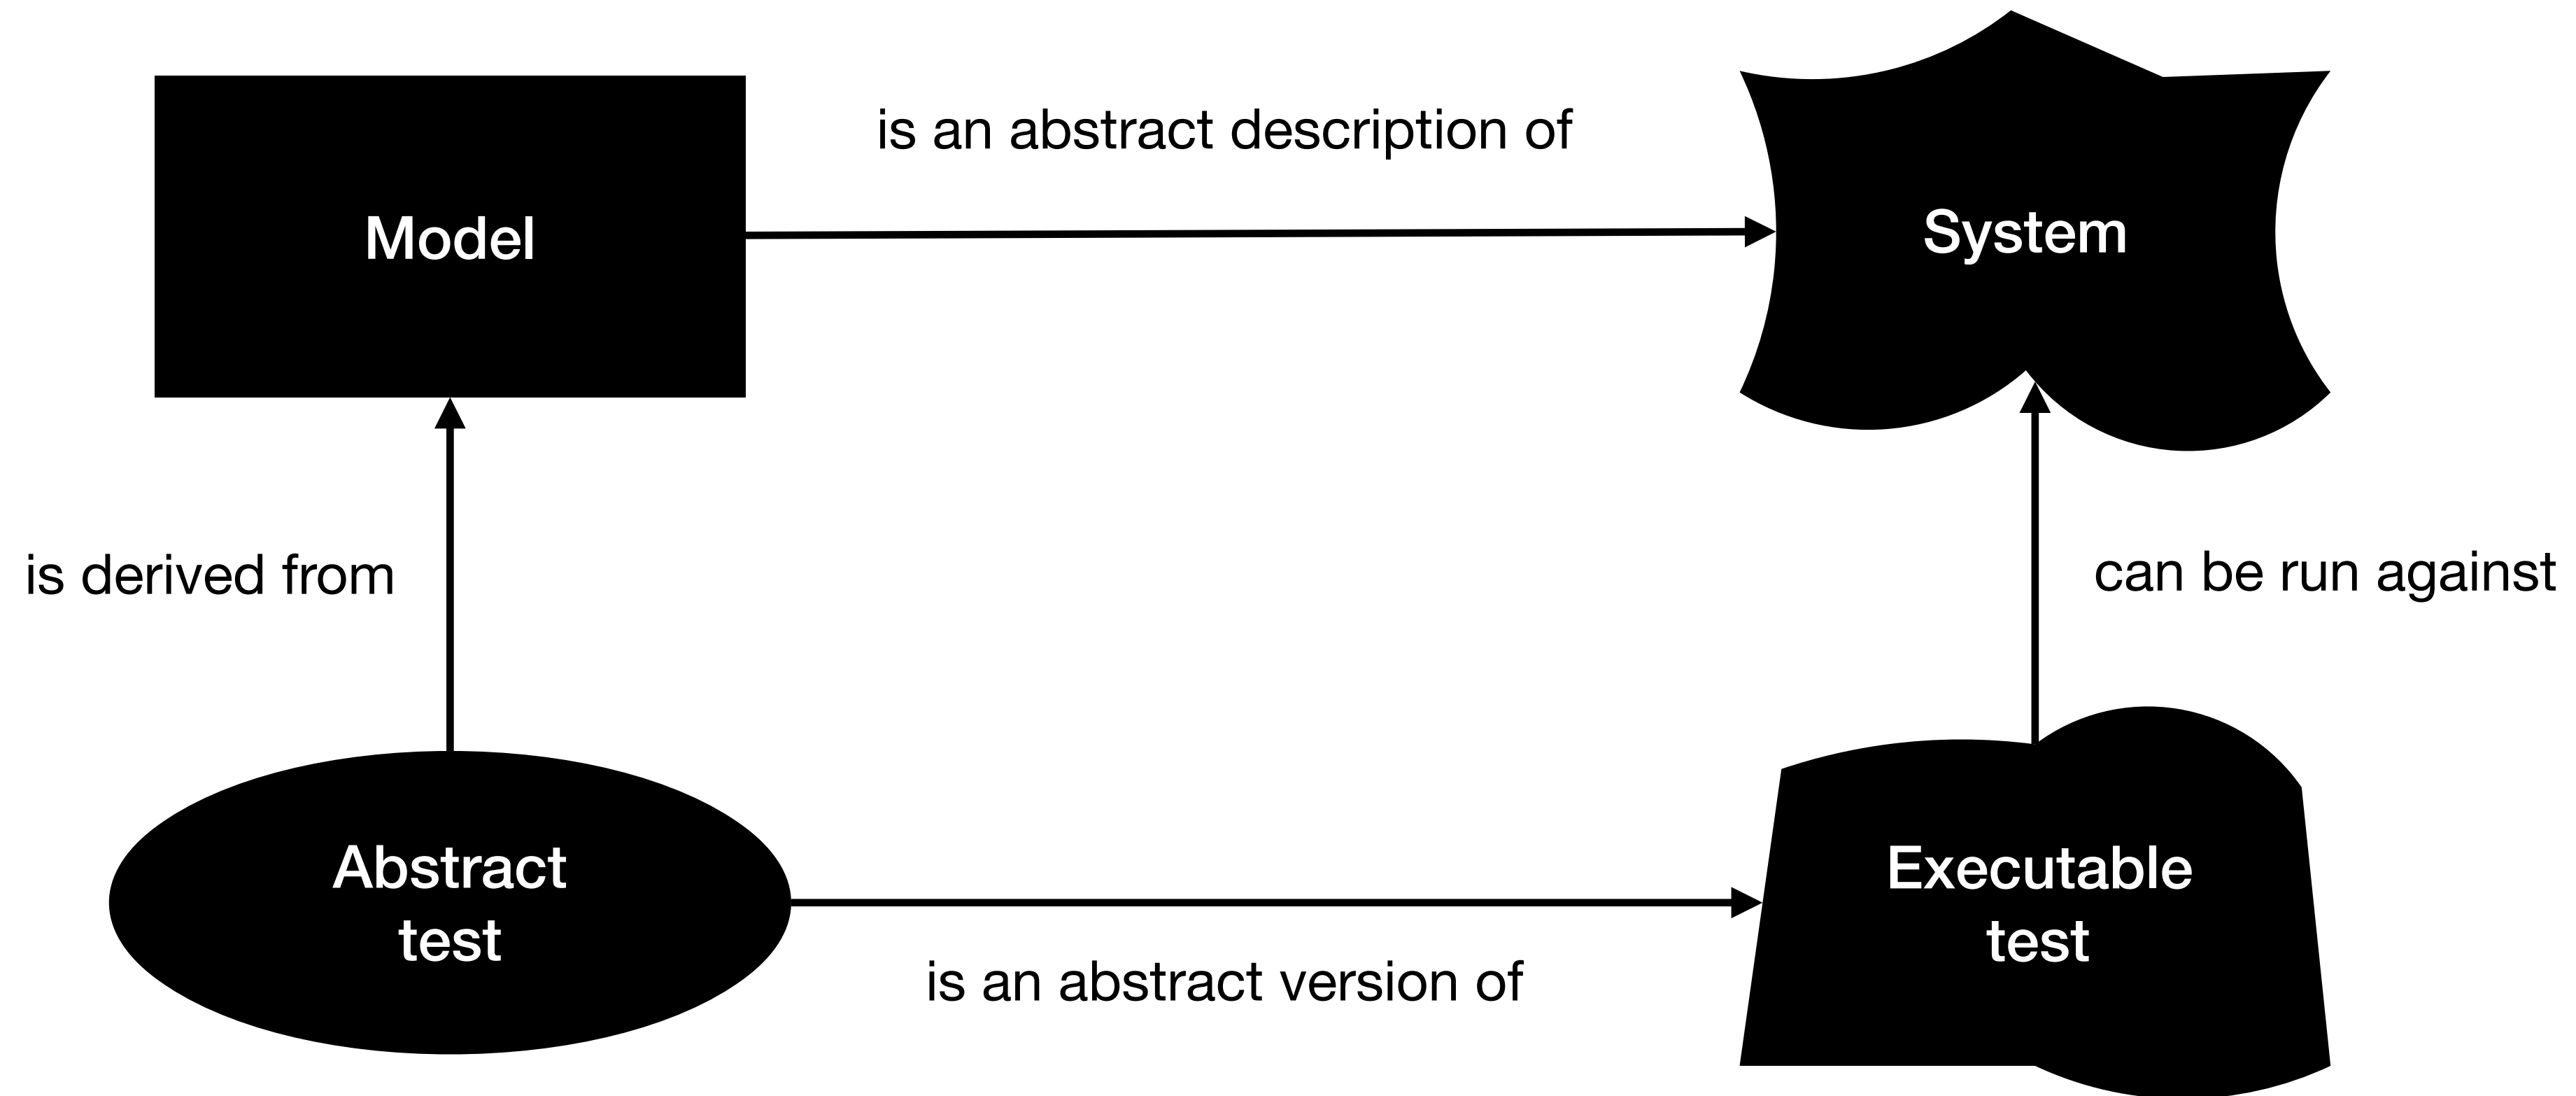 is an abstract description of
Model
System
is derived from
can be run against
Abstract
test
Executable
test
is an abstract version of